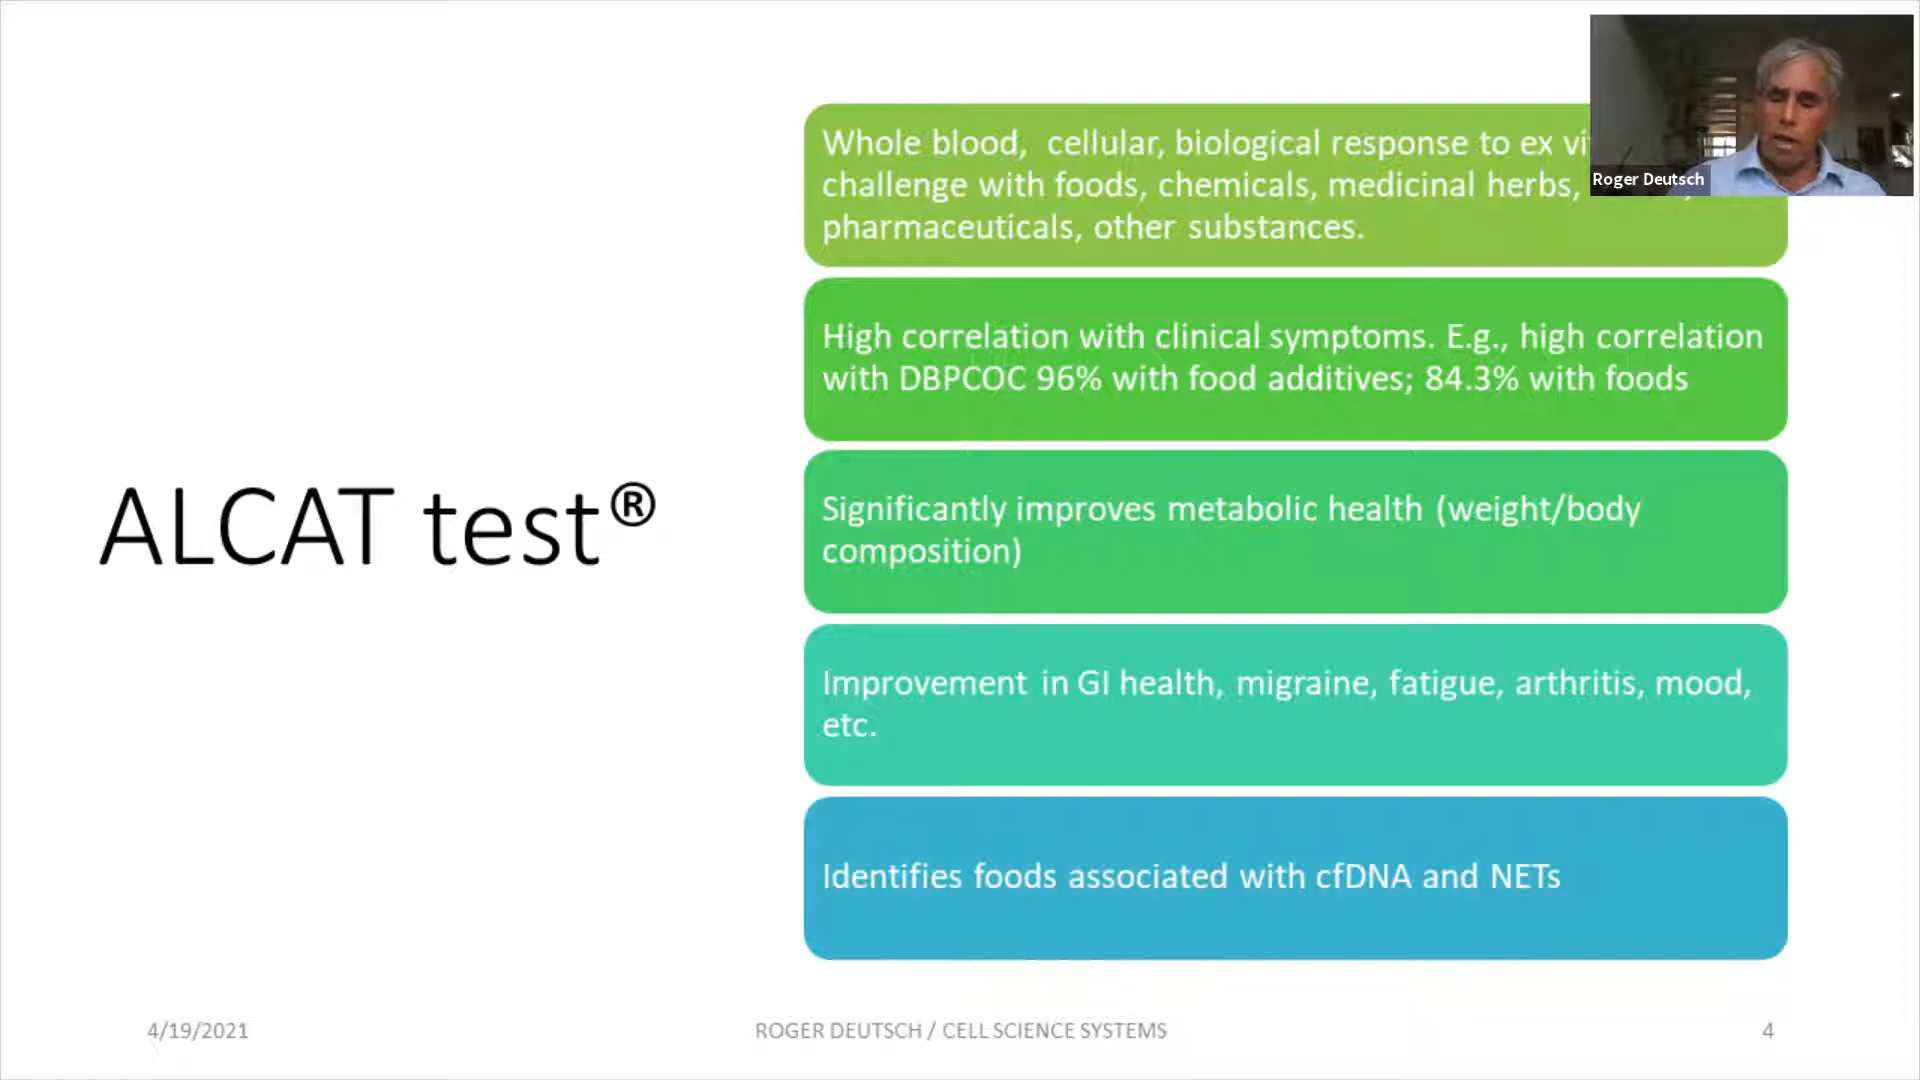 ALCAT test®
Whole blood, cellular, biological response to ex
challenge with foods, chemicals, medicinal herbs,
pharmaceuticals, other substances.
High correlation with clinical symptoms. E.g., high correlation
with DBPCOC 96% with food additives; 84.3% with foods
Significantly improves metabolic health (weight/body
composition)
Improvement in GI health, migraine, fatigue, arthritis, mood,
etc.
Identifies foods associated with cfDNA and NETs
Roger Deutsch
4/19/2021
ROGER DEUTSCH / CELL SCIENCE SYSTEMS
4